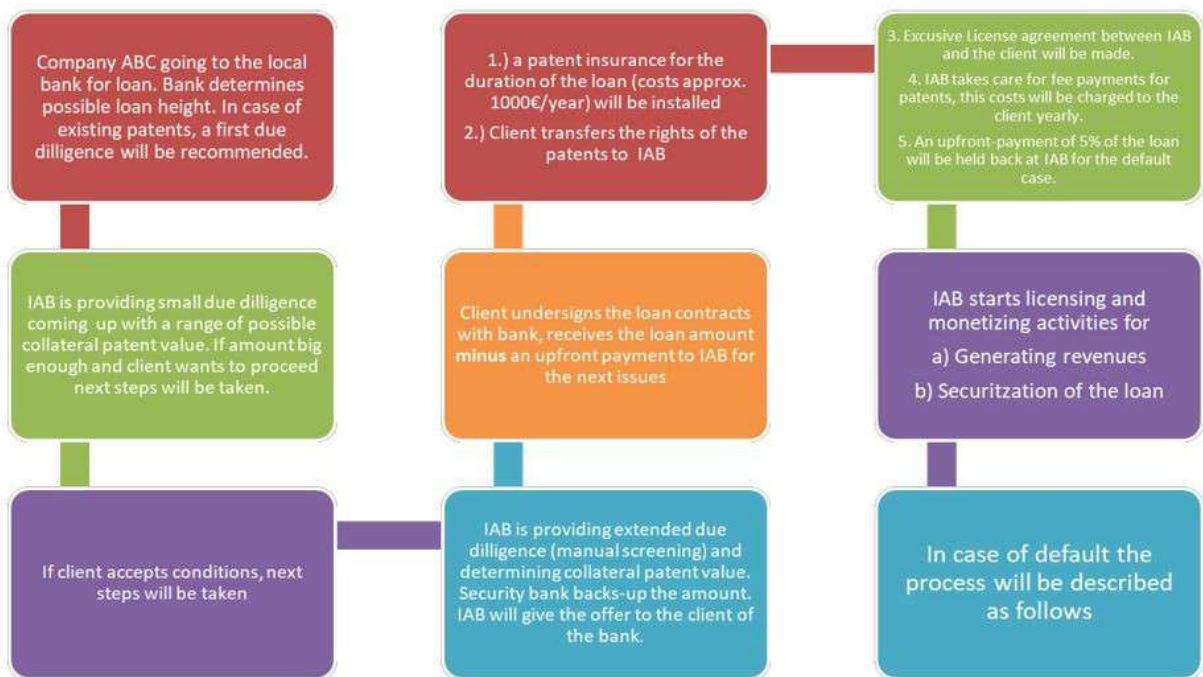 Company ABC going to the local
bank for loan. Bank determines
possible loan height. In case of
existing patents, a first due
dilligence will be recommended.
IAB is providing small due dilligence
coming up with a range of possible
collateral patent value. If amount big
enough and client wants to proceed
next steps will be taken.
If client accepts conditions, next
steps will be taken
IAB is providing extended due
dilligence (manual screening) and
determining collateral patent value.
Security bank backs-up the amount.
IAB will give the offer to the client of
the bank.
Client undersigns the loan contracts
with bank, receives the loan amount
minus an upfront payment to IAB for
the next issues
1.) a patent insurance for the
duration of the loan (costs approx.
1000€/year) will be installed
2.) Client transfers the rights of the
patents to IAB
3. Excusive License agreement between IAB
and the client will be made.
4. IAB takes care for fee payments for
patents, this costs will be charged to the
client yearly.
5. An upfront-payment of 5% of the loan
will be held back at IAB for the default
case.
IAB starts licensing and
monetizing activities for
a) Generating revenues
b) Securitzation of the loan
In case of default the
process will be described
as follows